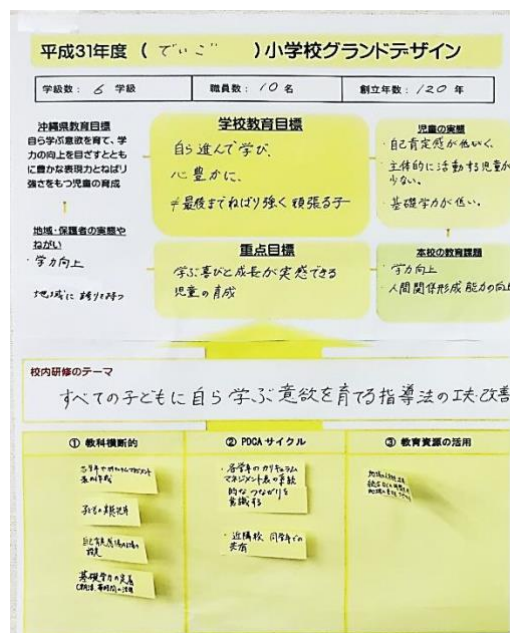 平成31年度 ( でいご )小学校グランドデザイン
学級数: 6 学級
職員数: 10 名
創立年数: 120 年
沖縄県教育目標
自ら学ぶ意欲を育て、学
力の向上を目ざすととも
に豊かな表現力とねばり
強さをもつ児童の育成
地域・保護者の実態や
ねがい
・学力向上
地域に誇りを持つ
学校教育目標
自ら進んで学び、
心豊かに、
最後までねばり強く頑張る子
重点目標
学ぶ喜びと成長が実感できる
児童の育成
児童の実態
・自己肯定感が低い。
・主体的に活動する児童が
少ない。
・基礎学力が低い。
本校の教育課題
・学力向上
・人間関係形成能力の向上
校内研修のテーマ
すべての子どもに自ら学ぶ意欲を育てる指導法の工夫・改善
① 教科横断的
基礎学力の定着
② PDCA サイクル
・各学年のカリキュラム
マネジメント表の系統
的なつながりを
意識する
・近隣校、同学年での
共有
③ 教育資源の活用